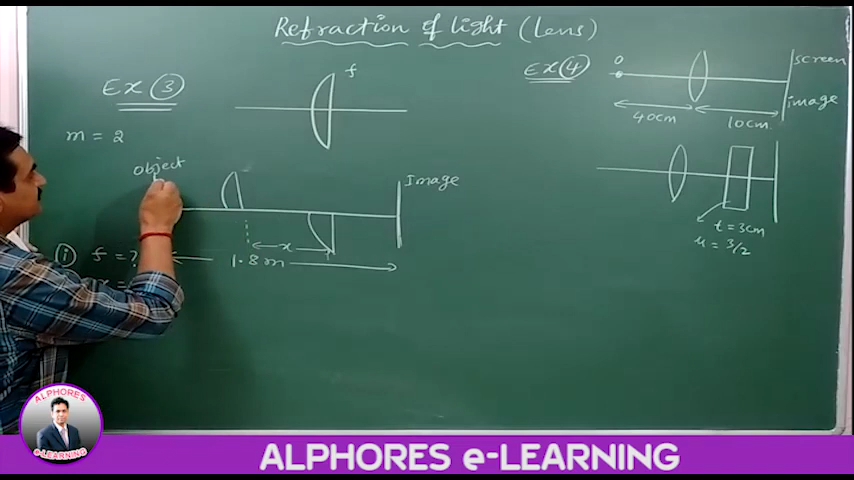 Refraction of light (Lens)
Ex (3)
f
m = 2
Object
Image
x
(i) f = ?
1.8 m
Ex (4)
O
screen
image
40cm
10cm
t = 3cm
μ = 3/2
ALPHORES
e-LEARNING
ALPHORES e-LEARNING